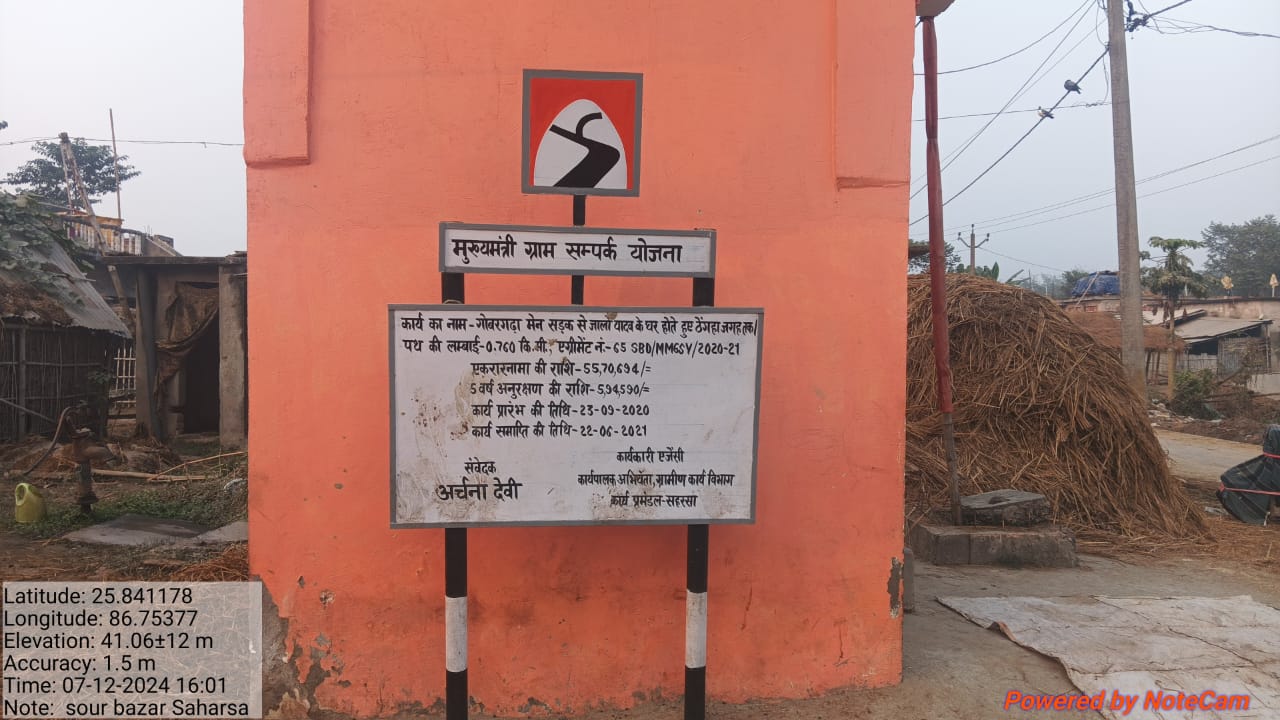 मुख्यमंत्री ग्राम सम्पर्क योजना
कार्य का नाम - गोबरगढ़ा मेन सड़क से जालो यादव के घर होते हुए ठेंगहा जगह तक/
पथ की लम्बाई-0.760 कि.मी., एग्रीमेंट नं.- 65 SBD/MMGSY/2020-21
एकरारनामा की राशि-55,70,694/=
5 वर्ष अनुरक्षण की राशि-5,94,590/=
कार्य प्रारंभ की तिथि-23-09-2020
कार्य समाप्ति की तिथि-22-06-2021
संवेदक
अर्चना देवी
कार्यकारी एजेंसी
कार्यपालक अभियंता, ग्रामीण कार्य विभाग
कार्य प्रमंडल-सहरसा
Latitude: 25.841178
Longitude: 86.75377
Elevation: 41.06±12 m
Accuracy: 1.5 m
Time: 07-12-2024 16:01
Note: sour bazar Saharsa
Powered by NoteCam